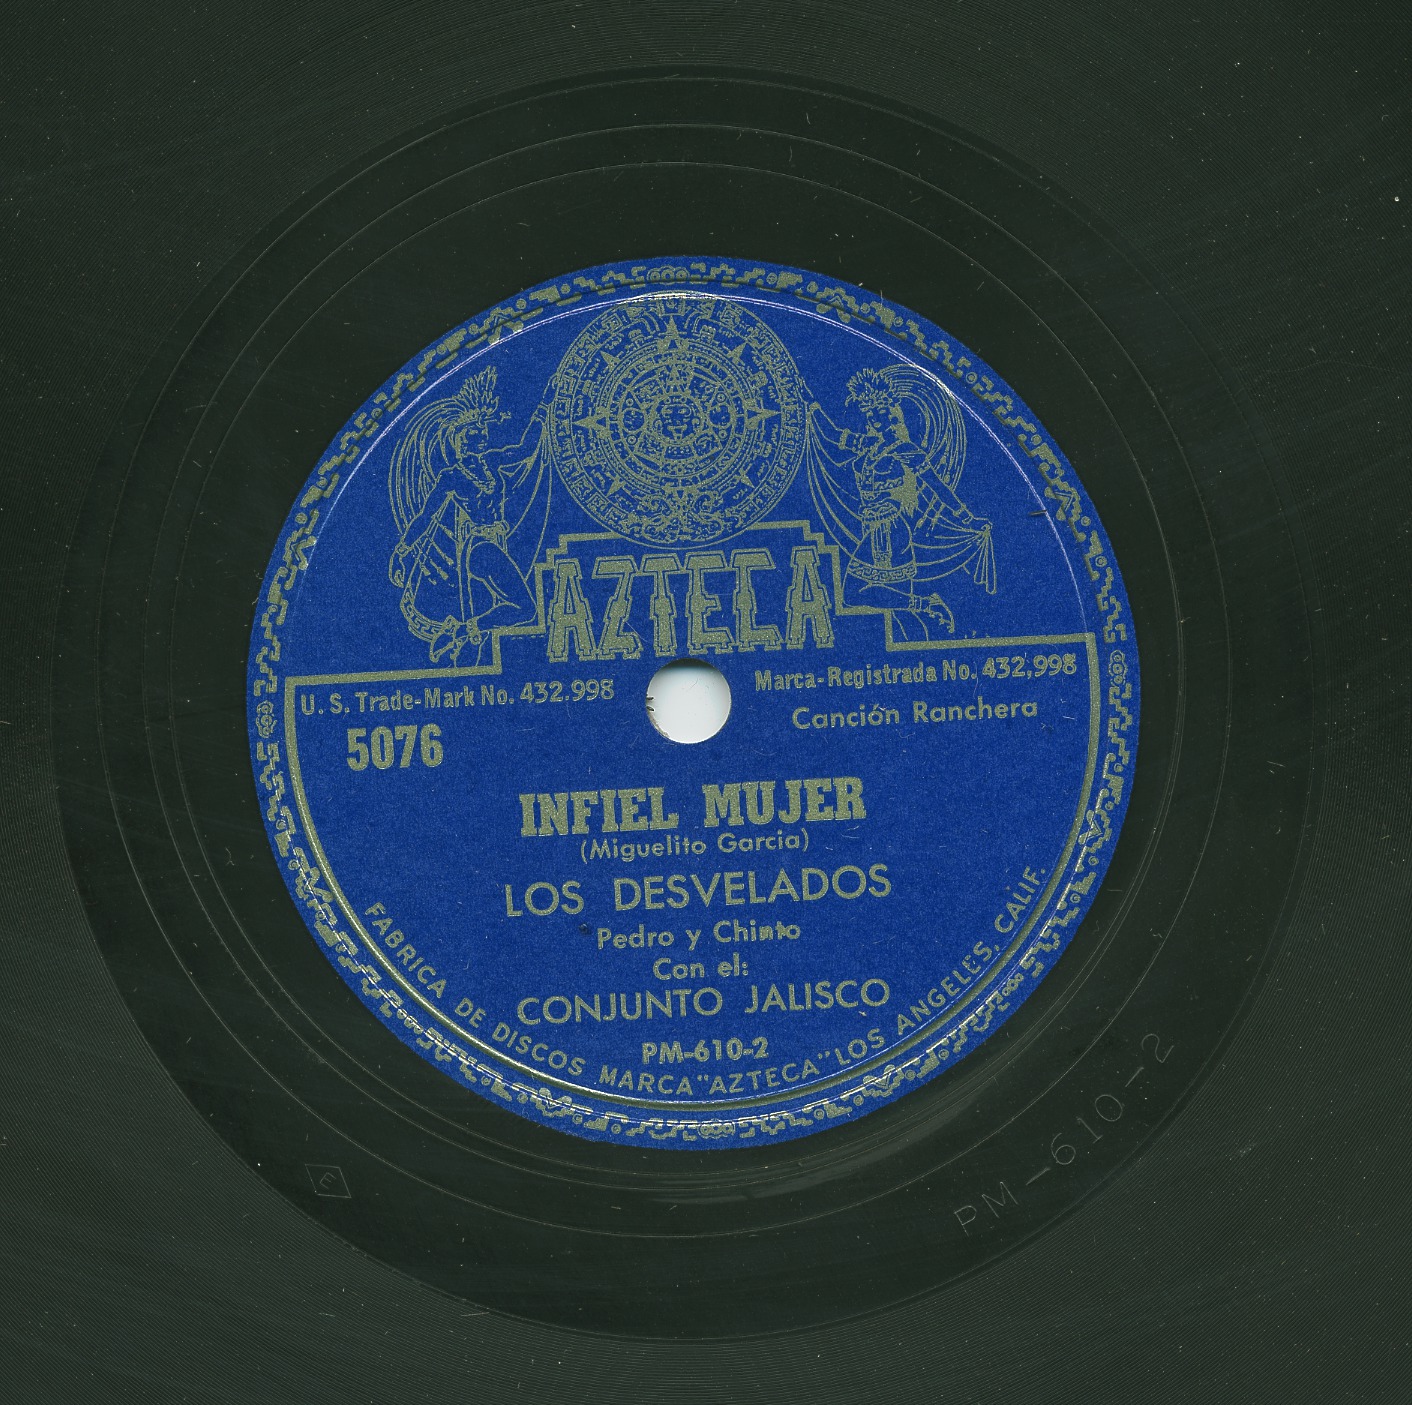 AZTECA
U. S. Trade-Mark No. 432.998
Marca-Registrada No. 432,998
5076
Canción Ranchera
INFIEL MUJER
(Miguelito Garcia)
LOS DESVELADOS
Pedro y Chinto
Con el:
CONJUNTO JALISCO
PM-610-2
FABRICA DE DISCOS MARCA "AZTECA" LOS ANGELES, CALIF.
E
PM-610-2